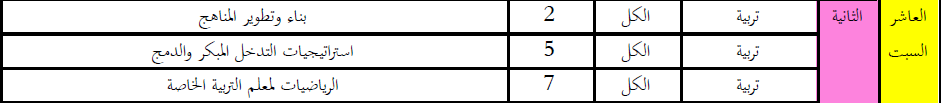 العاشر الثانية تربية الكل 2 بناء وتطوير المناهج
السبت تربية الكل 5 استراتيجيات التدخل المبكر والدمج
تربية الكل 7 الرياضيات لمعلم التربية الخاصة